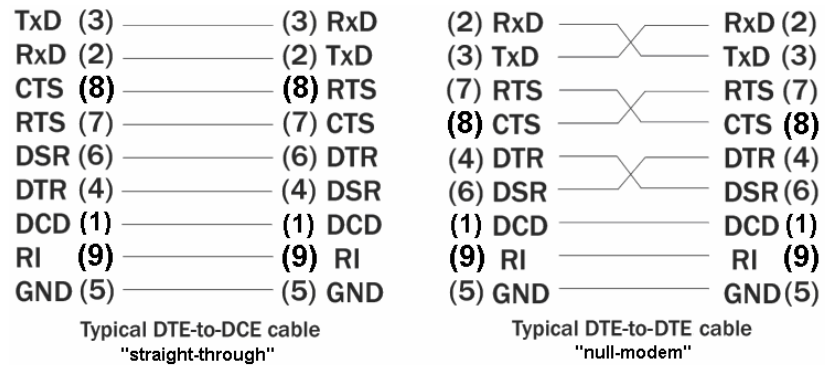 TxD (3) (3) RxD (2) RxD RxD (2)
RxD (2) (2) TxD (3) TxD TxD (3)
CTS (8) (8) RTS (7) RTS RTS (7)
RTS (7) (7) CTS (8) CTS CTS (8)
DSR (6) (6) DTR (4) DTR DTR (4)
DTR (4) (4) DSR (6) DSR DSR (6)
DCD (1) (1) DCD (1) DCD DCD (1)
RI (9) (9) RI (9) RI RI (9)
GND (5) (5) GND (5) GND GND (5)
Typical DTE-to-DCE cable Typical DTE-to-DTE cable
"straight-through" "null-modem"